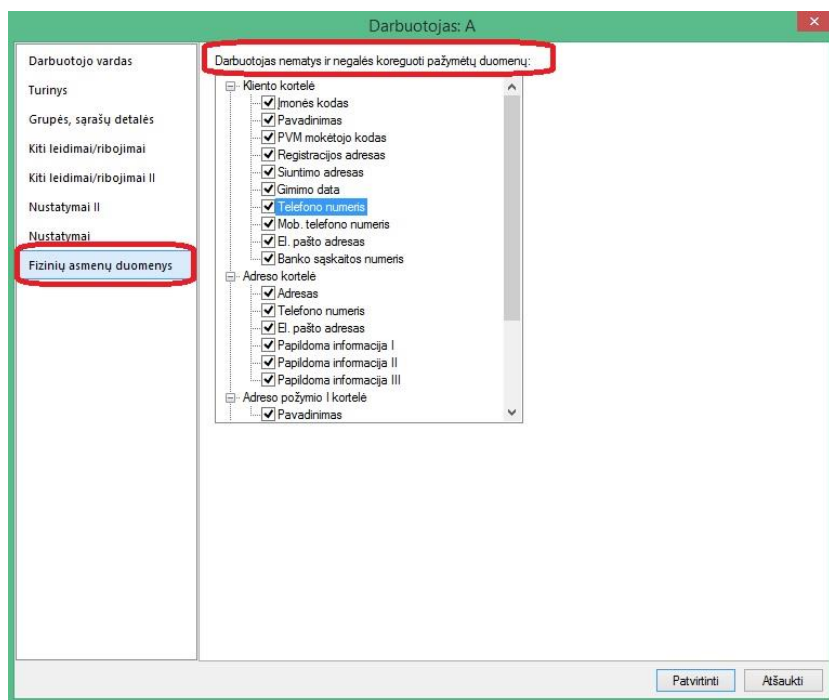 Darbuotojas: A
Darbuotojo vardas
Turinys
Grupės, sąrašų detalės
Kiti leidimai/ribojimai
Kiti leidimai/ribojimai II
Nustatymai II
Nustatymai
Fizinių asmenų duomenys
Darbuotojas nematys ir negalės koreguoti pažymėtų duomenų:
Kliento kortelė
Įmonės kodas
Pavadinimas
PVM mokėtojo kodas
Registracijos adresas
Siuntimo adresas
Gimimo data
Telefono numeris
Mob. telefono numeris
El. pašto adresas
Banko sąskaitos numeris
Adreso kortelė
Adresas
Telefono numeris
El. pašto adresas
Papildoma informacija I
Papildoma informacija II
Papildoma informacija III
Adreso požymio I kortelė
Pavadinimas
Patvirtinti
Atšaukti